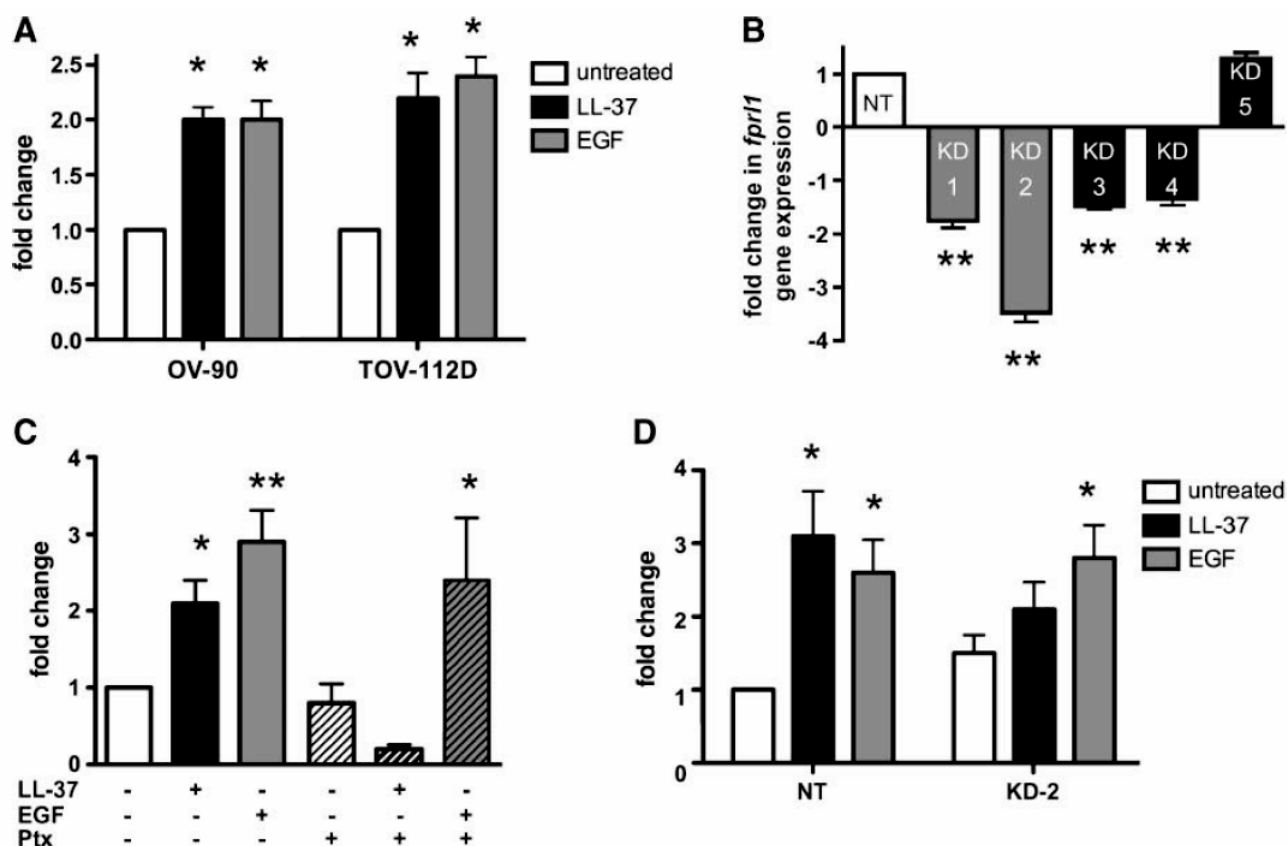 A
fold change
2.5
2.0
1.5
1.0
0.5
0.0
* * * *
OV-90 TOV-112D
untreated
LL-37
EGF
B
fold change in fprl1
gene expression
1
0
-1
-2
-3
-4
NT
KD
1
KD
2
KD
3
KD
4
KD
5
** ** ** **
C
fold change
4
3
2
1
0
* ** *
LL-37 - + - - + -
EGF - - + - - +
Ptx - - - + + +
D
fold change
4
3
2
1
0
* * *
NT KD-2
untreated
LL-37
EGF